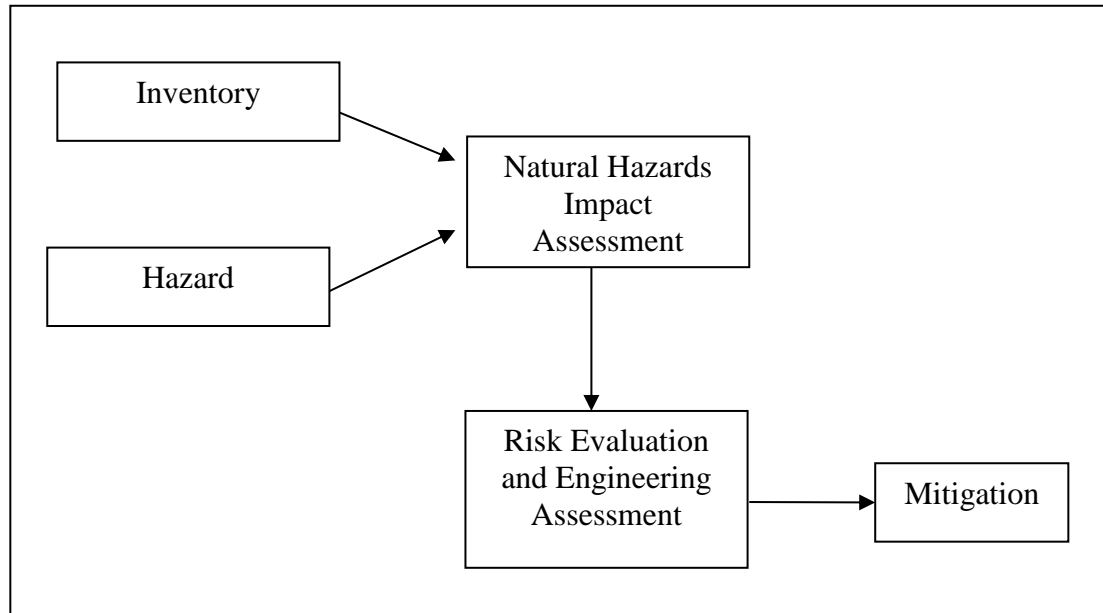 Inventory
Natural Hazards
Impact
Assessment
Hazard
Risk Evaluation
and Engineering
Assessment
Mitigation